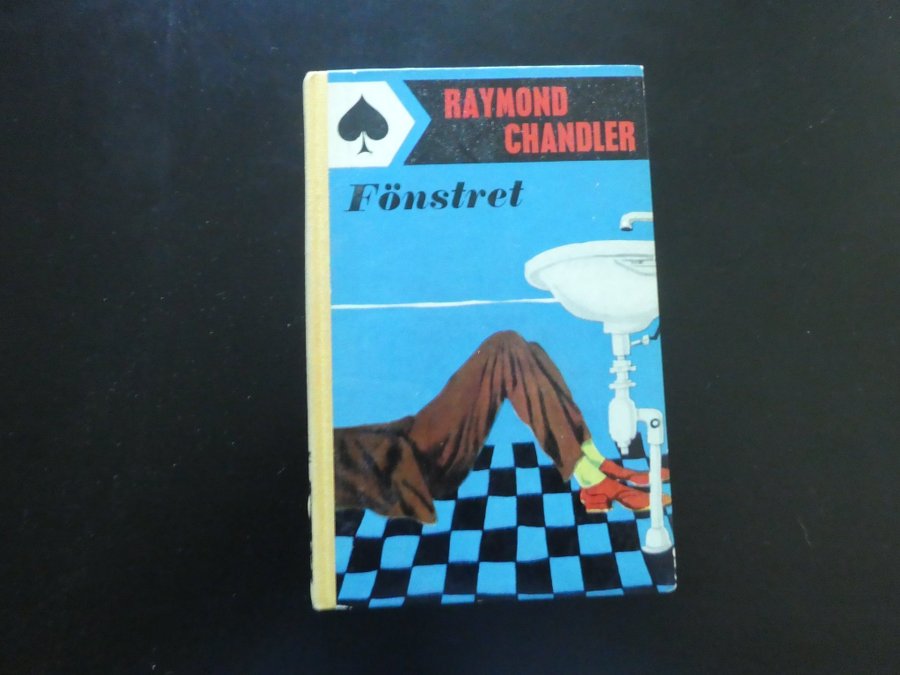 RAYMOND
CHANDLER
Fönstret